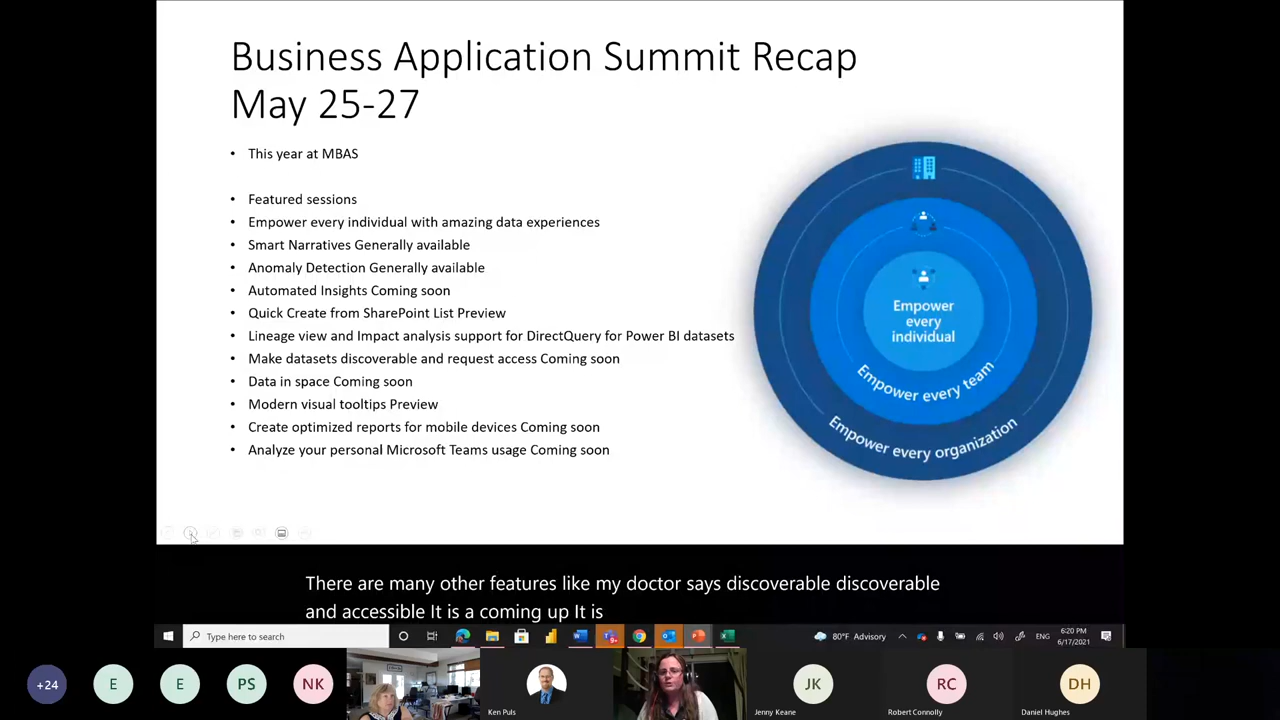 Business Application Summit Recap
May 25-27
• This year at MBAS
• Featured sessions
• Empower every individual with amazing data experiences
• Smart Narratives Generally available
• Anomaly Detection Generally available
• Automated Insights Coming soon
• Quick Create from SharePoint List Preview
• Lineage view and Impact analysis support for DirectQuery for Power BI datasets
• Make datasets discoverable and request access Coming soon
• Data in space Coming soon
• Modern visual tooltips Preview
• Create optimized reports for mobile devices Coming soon
• Analyze your personal Microsoft Teams usage Coming soon
Empower
every
individual
Empower every team
Empower every organization
There are many other features like my doctor says discoverable discoverable
and accessible It is a coming up It is
Type here to search
80°F Advisory
ENG
6:20 PM
6/17/2021
+24
E
E
PS
NK
Ken Puls
JK
Jenny Keane
RC
Robert Connolly
DH
Daniel Hughes